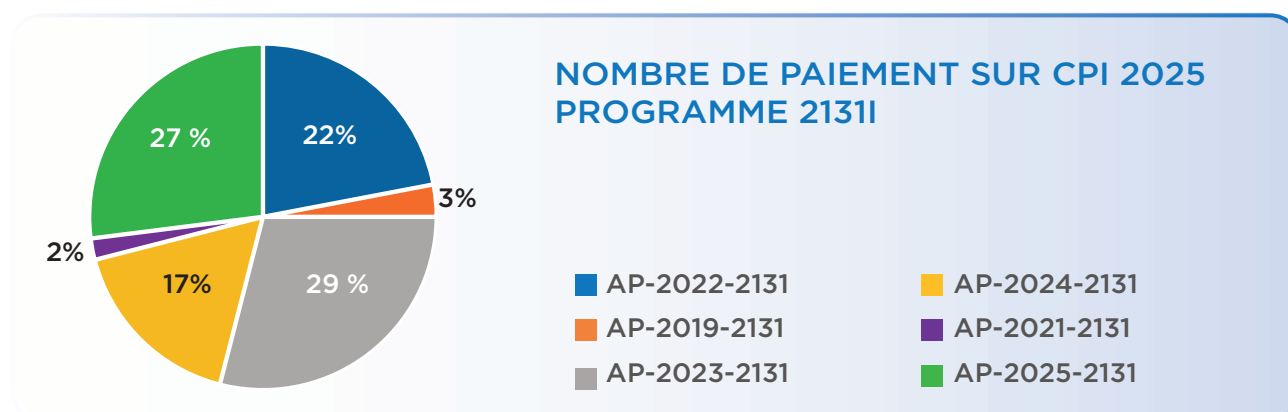 NOMBRE DE PAIEMENT SUR CPI 2025
PROGRAMME 2131I
27 %
22%
3%
2%
17%
29 %
AP-2022-2131
AP-2019-2131
AP-2023-2131
AP-2024-2131
AP-2021-2131
AP-2025-2131